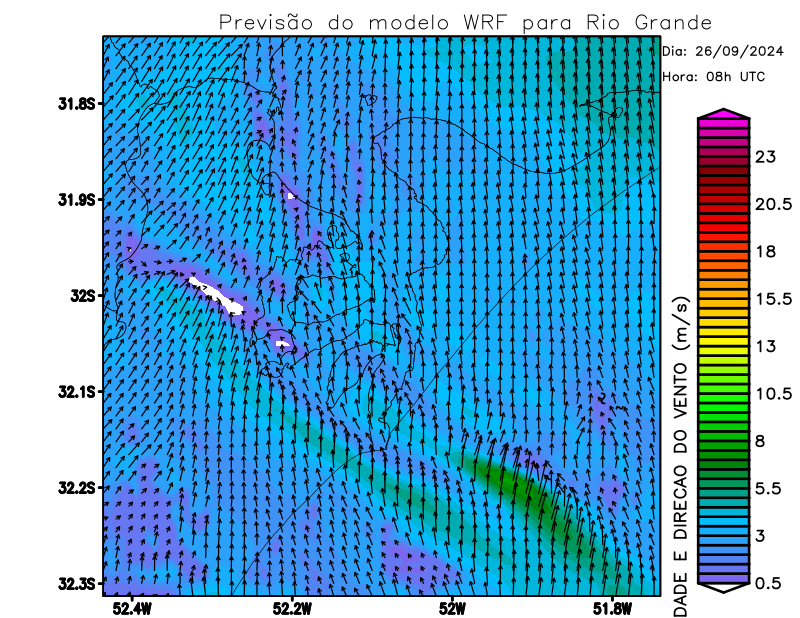 Previsão do modelo WRF para Rio Grande
Dia: 26/09/2024
Hora: 08h UTC
31.8S
31.9S
32S
32.1S
32.2S
32.3S
52.4W
52.2W
52W
51.8W
23
20.5
18
15.5
13
10.5
8
5.5
3
0.5
DADE E DIRECAO DO VENTO (m/s)